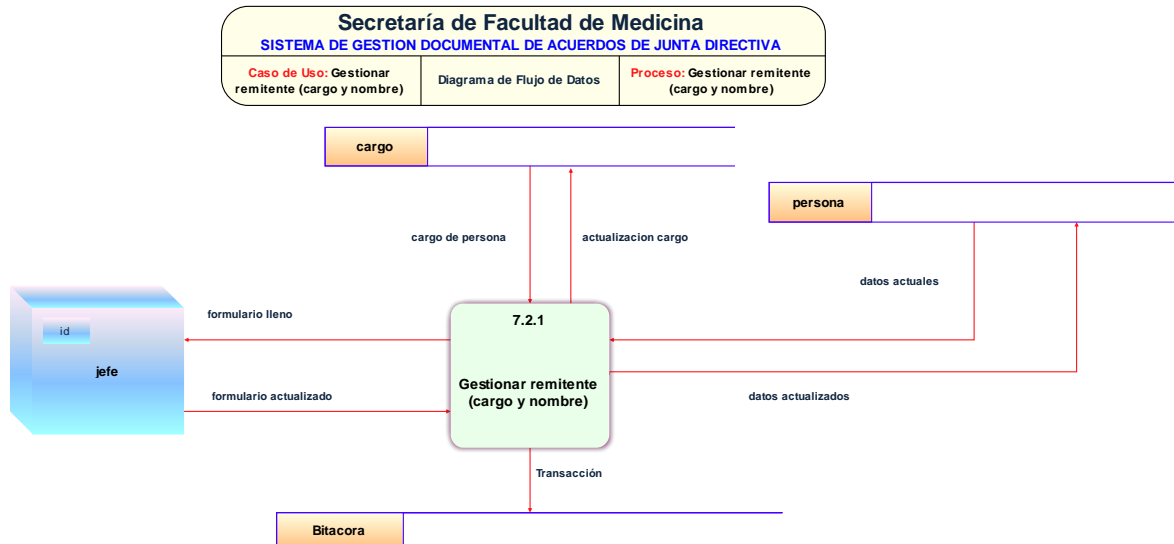 Secretaría de Facultad de Medicina
SISTEMA DE GESTION DOCUMENTAL DE ACUERDOS DE JUNTA DIRECTIVA
Caso de Uso: Gestionar
remitente (cargo y nombre)
Diagrama de Flujo de Datos
Proceso: Gestionar remitente
(cargo y nombre)
cargo
persona
cargo de persona
actualizacion cargo
datos actuales
formulario lleno
7.2.1
id
jefe
Gestionar remitente
(cargo y nombre)
formulario actualizado
datos actualizados
Transacción
Bitacora